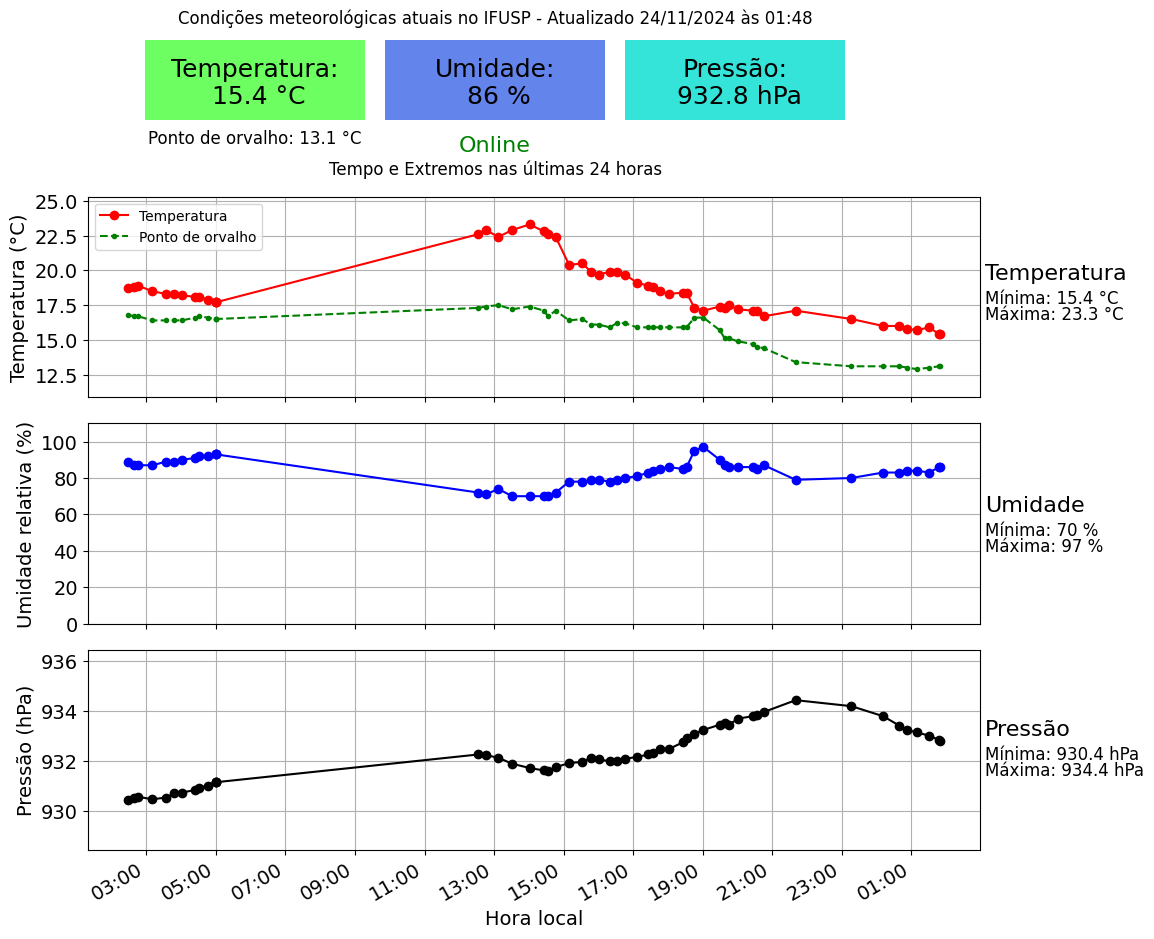 Condições meteorológicas atuais no IFUSP - Atualizado 24/11/2024 às 01:48
Temperatura:
15.4 °C
Umidade:
86 %
Pressão:
932.8 hPa
Ponto de orvalho: 13.1 °C
Online
Tempo e Extremos nas últimas 24 horas
Temperatura (°C)
25.0
22.5
20.0
17.5
15.0
12.5
Temperatura
Ponto de orvalho
Temperatura
Mínima: 15.4 °C
Máxima: 23.3 °C
Umidade relativa (%)
100
80
60
40
20
0
Umidade
Mínima: 70 %
Máxima: 97 %
Pressão (hPa)
936
934
932
930
Pressão
Mínima: 930.4 hPa
Máxima: 934.4 hPa
03:00 05:00 07:00 09:00 11:00 13:00 15:00 17:00 19:00 21:00 23:00 01:00
Hora local